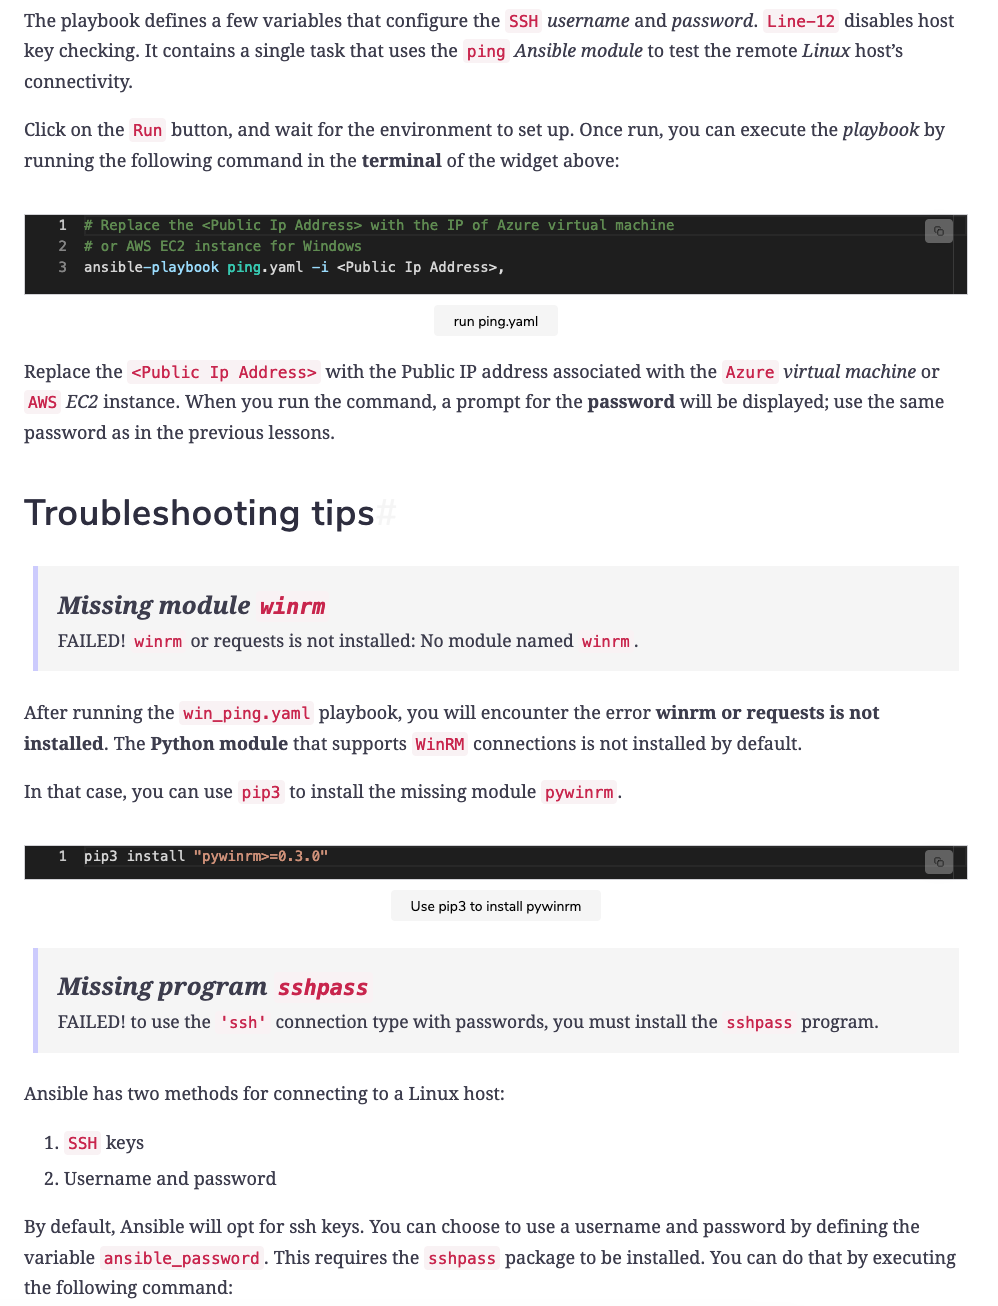 The playbook defines a few variables that configure the SSH username and password. Line-12 disables host
key checking. It contains a single task that uses the ping Ansible module to test the remote Linux host's
connectivity.
Click on the Run button, and wait for the environment to set up. Once run, you can execute the playbook by
running the following command in the terminal of the widget above:
1 # Replace the <Public Ip Address> with the IP of Azure virtual machine
2 # or AWS EC2 instance for Windows
3 ansible-playbook ping.yaml -i <Public Ip Address>,
run ping.yaml
Replace the <Public Ip Address> with the Public IP address associated with the Azure virtual machine or
AWS EC2 instance. When you run the command, a prompt for the password will be displayed; use the same
password as in the previous lessons.
Troubleshooting tips#
Missing module winrm
FAILED! winrm or requests is not installed: No module named winrm.
After running the win_ping.yaml playbook, you will encounter the error winrm or requests is not
installed. The Python module that supports WinRM connections is not installed by default.
In that case, you can use pip3 to install the missing module pywinrm.
1 pip3 install "pywinrm>=0.3.0"
Use pip3 to install pywinrm
Missing program sshpass
FAILED! to use the 'ssh' connection type with passwords, you must install the sshpass program.
Ansible has two methods for connecting to a Linux host:
1. SSH keys
2. Username and password
By default, Ansible will opt for ssh keys. You can choose to use a username and password by defining the
variable ansible_password. This requires the sshpass package to be installed. You can do that by executing
the following command: